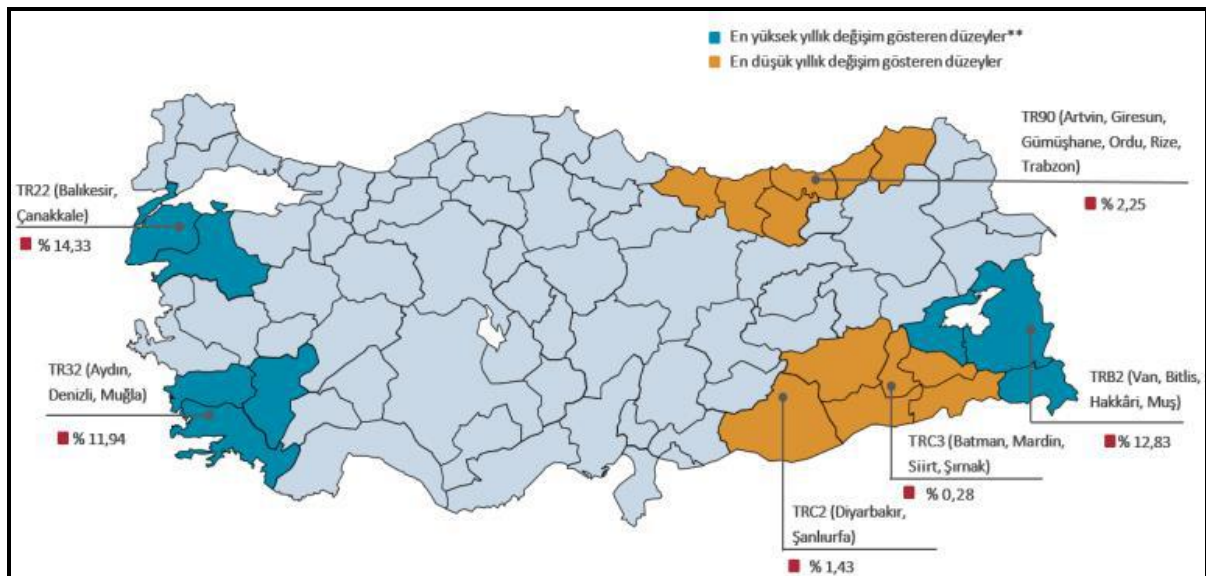 En yüksek yıllık değişim gösteren düzeyler**
En düşük yıllık değişim gösteren düzeyler
TR90 (Artvin, Giresun,
Gümüşhane, Ordu, Rize,
Trabzon)
% 2,25
TR22 (Balıkesir,
Çanakkale)
% 14,33
TR32 (Aydın,
Denizli, Muğla)
% 11,94
TRB2 (Van, Bitlis,
Hakkâri, Muş)
% 12,83
TRC3 (Batman, Mardin,
Siirt, Şırnak)
% 0,28
TRC2 (Diyarbakır,
Şanlıurfa)
% 1,43